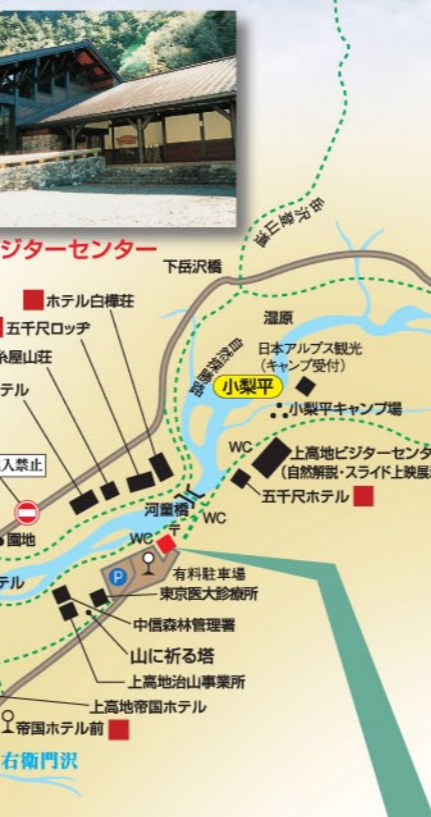 ジターセンター
下岳沢橋
岳沢登山道
ホテル白樺荘
五千尺ロッヂ
糸屋山荘
テル
湿原
自然探勝路
日本アルプス観光
(キャンプ受付)
小梨平
小梨平キャンプ場
入禁止
WC
上高地ビジターセンタ
(自然解説・スライド上映展
五千尺ホテル
河童橋
〒
WC
WC
園地
P
有料駐車場
テル
東京医大診療所
中信森林管理署
山に祈る塔
上高地治山事業所
上高地帝国ホテル
帝国ホテル前
右衛門沢